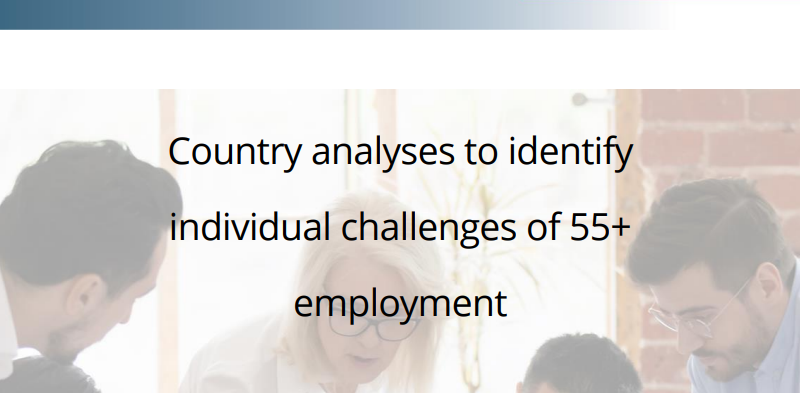 Country analyses to identify
individual challenges of 55+
employment